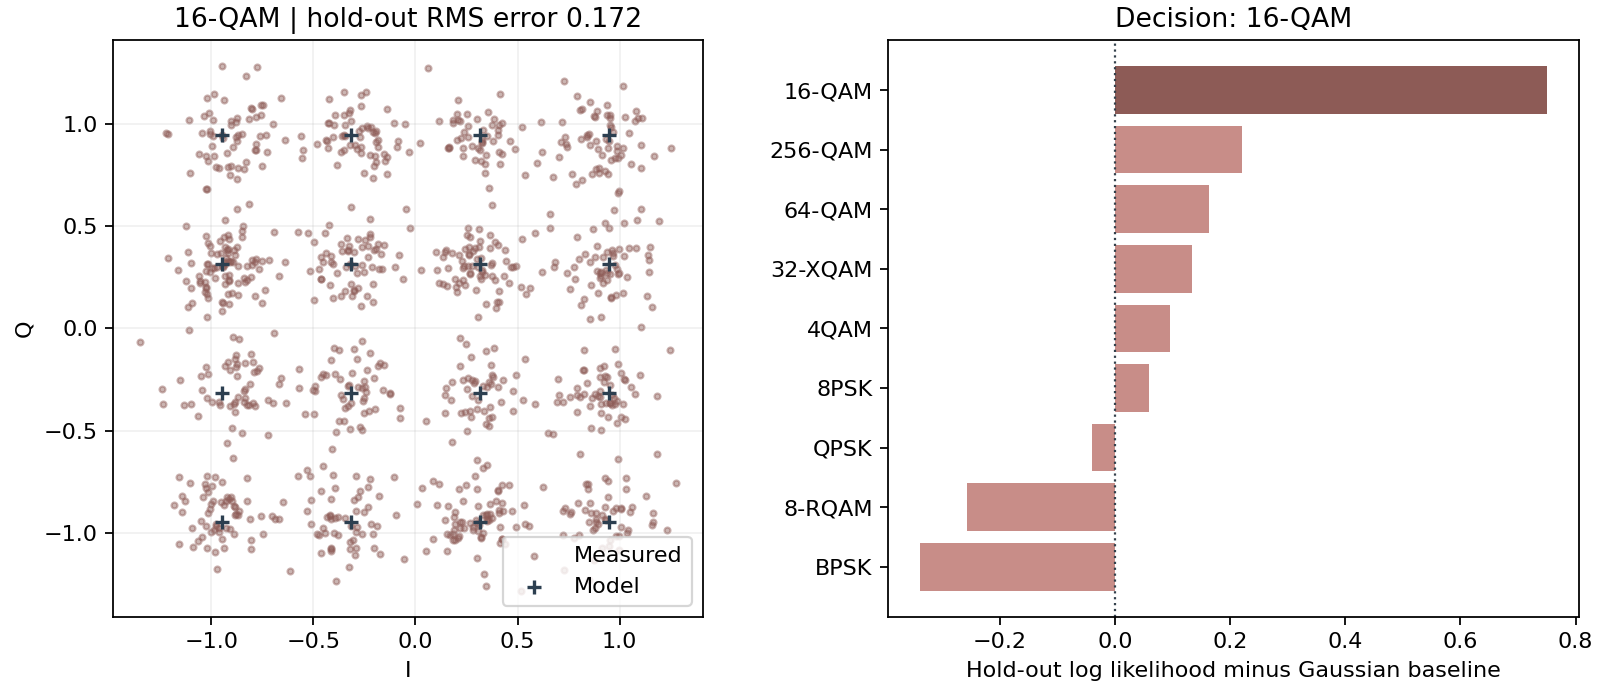 16-QAM | hold-out RMS error 0.172
Q
1.0
0.5
0.0
−0.5
−1.0
Measured
Model
−1.0
−0.5
0.0
0.5
1.0
I
Decision: 16-QAM
16-QAM
256-QAM
64-QAM
32-XQAM
4QAM
8PSK
QPSK
8-RQAM
BPSK
−0.2
0.0
0.2
0.4
0.6
0.8
Hold-out log likelihood minus Gaussian baseline